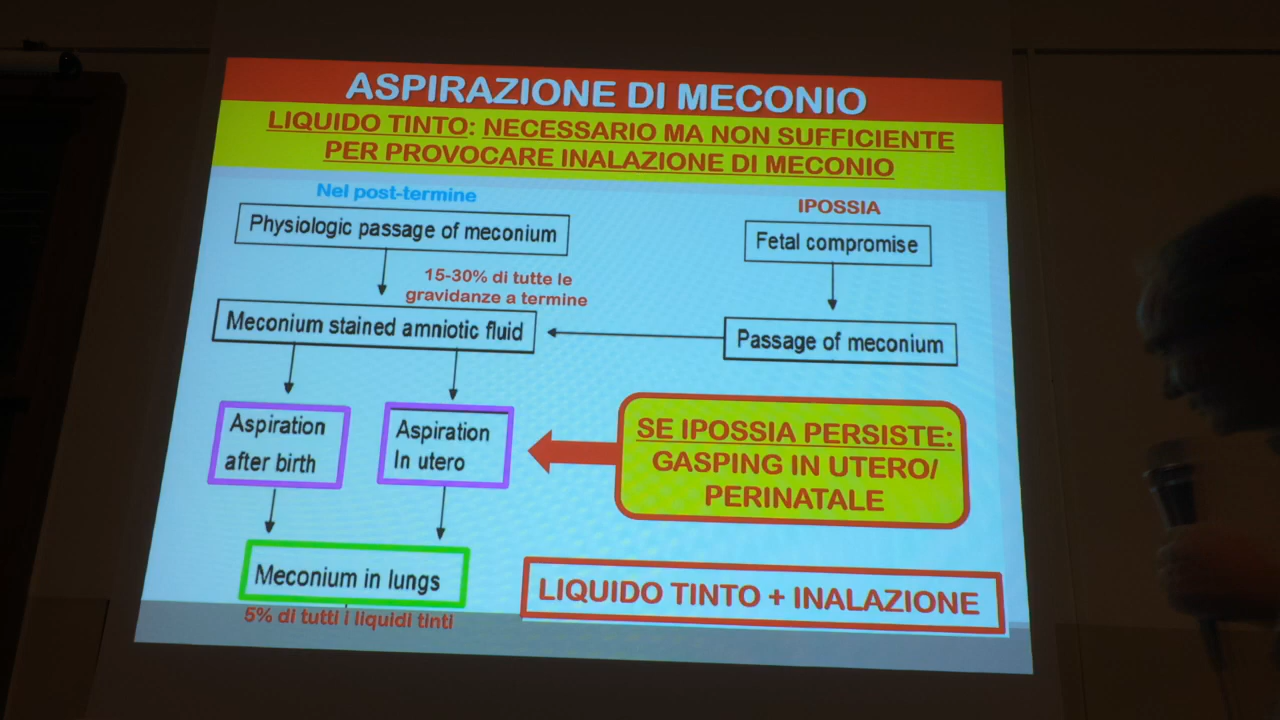 ASPIRAZIONE DI MECONIO
LIQUIDO TINTO: NECESSARIO MA NON SUFFICIENTE
PER PROVOCARE INALAZIONE DI MECONIO
Nel post-termine
Physiologic passage of meconium
IPOSSIA
Fetal compromise
15-30% di tutte le
gravidanze a termine
Meconium stained amniotic fluid
Passage of meconium
Aspiration
after birth
Aspiration
In utero
SE IPOSSIA PERSISTE:
GASPING IN UTERO/
PERINATALE
Meconium in lungs
5% di tutti i liquidi tinti
LIQUIDO TINTO + INALAZIONE